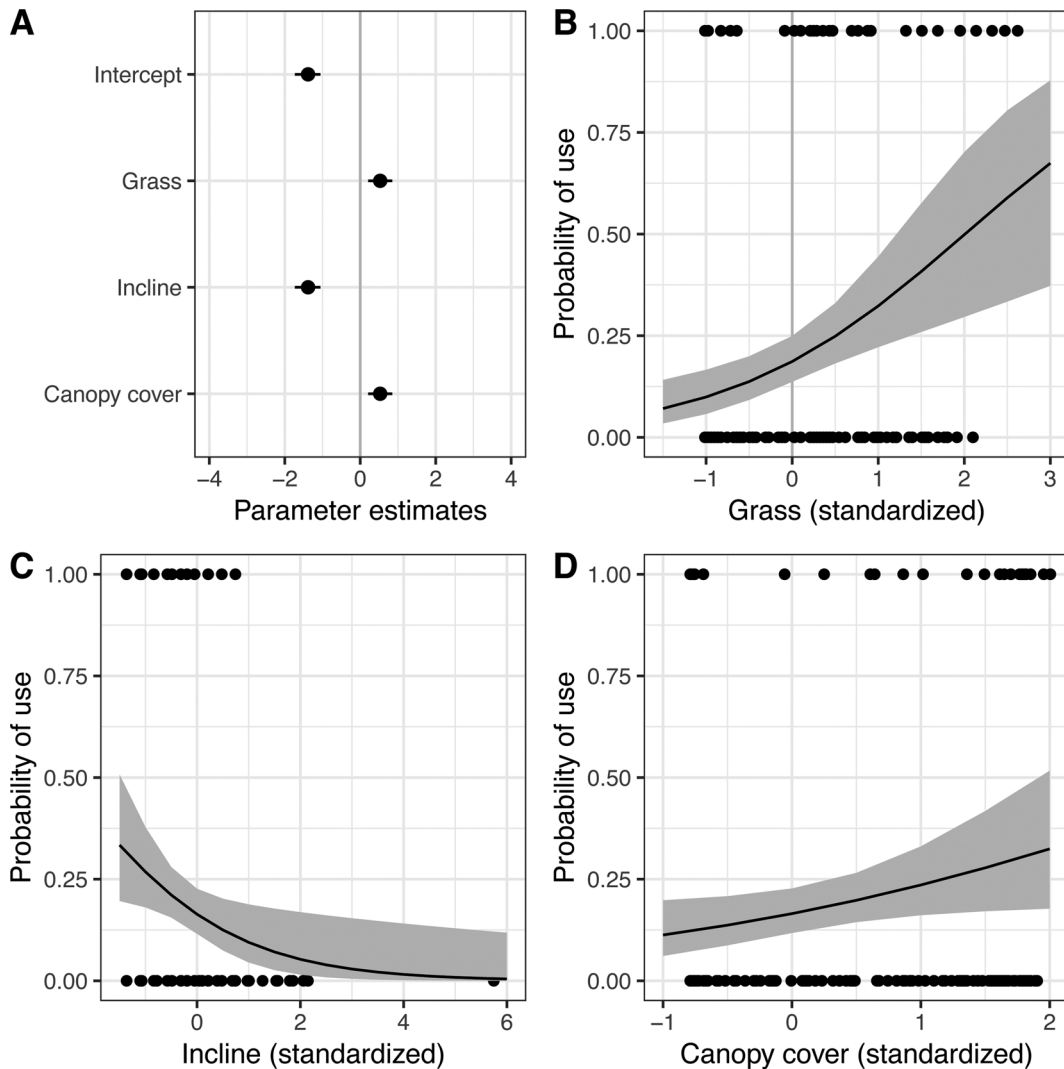 A
Intercept
Grass
Incline
Canopy cover
−4 −2 0 2 4
Parameter estimates
B
Probability of use
1.00
0.75
0.50
0.25
0.00
−1 0 1 2 3
Grass (standardized)
C
Probability of use
1.00
0.75
0.50
0.25
0.00
0 2 4 6
Incline (standardized)
D
Probability of use
1.00
0.75
0.50
0.25
0.00
−1 0 1 2
Canopy cover (standardized)